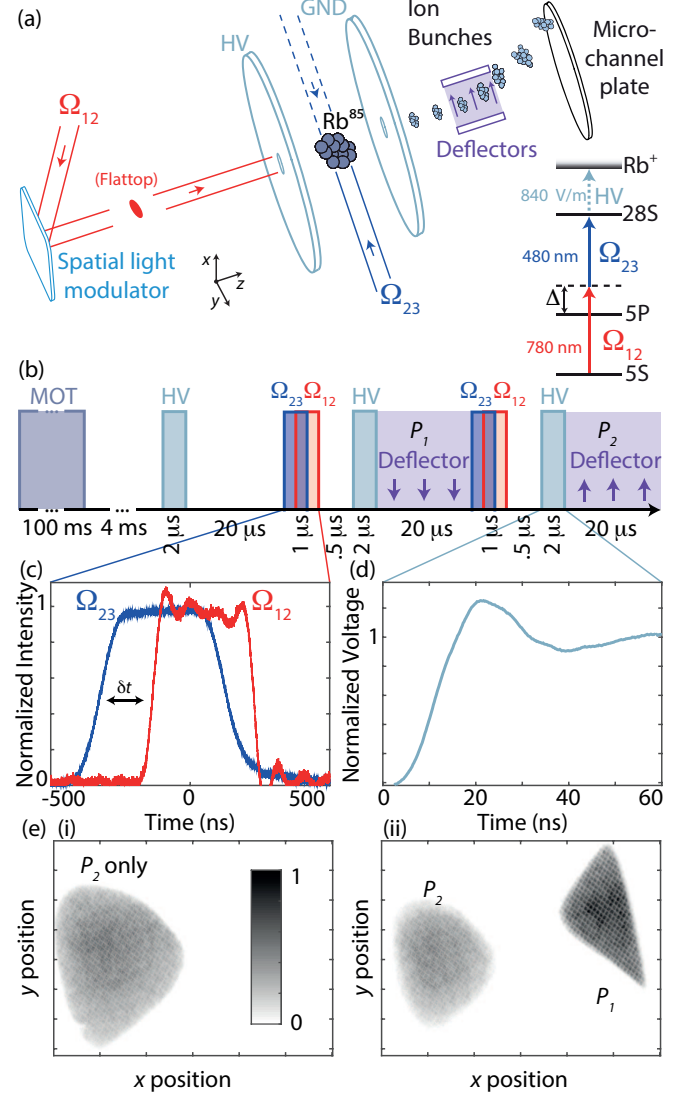 (a)
GND
HV
Ion
Bunches
Micro-
channel
plate
Ω12
Rb85
Deflectors
(Flattop)
Rb+
840 V/m HV
28S
Spatial light
modulator
x
y
z
Ω23
480 nm
Ω23
Δ
5P
780 nm
Ω12
5S
(b)
MOT
HV
Ω23 Ω12
HV
Ω23 Ω12
HV
P1
Deflector
P2
Deflector
100 ms
4 ms
2 μs
20 μs
1 μs
.5 μs
2 μs
20 μs
1 μs
.5 μs
2 μs
20 μs
(c)
Normalized Intensity
1
0
Ω23
Ω12
δt
-500
0
500
Time (ns)
(d)
Normalized Voltage
1
0
20
40
60
Time (ns)
(e)
(i)
P2 only
1
0
y position
x position
(ii)
P2
P1
y position
x position